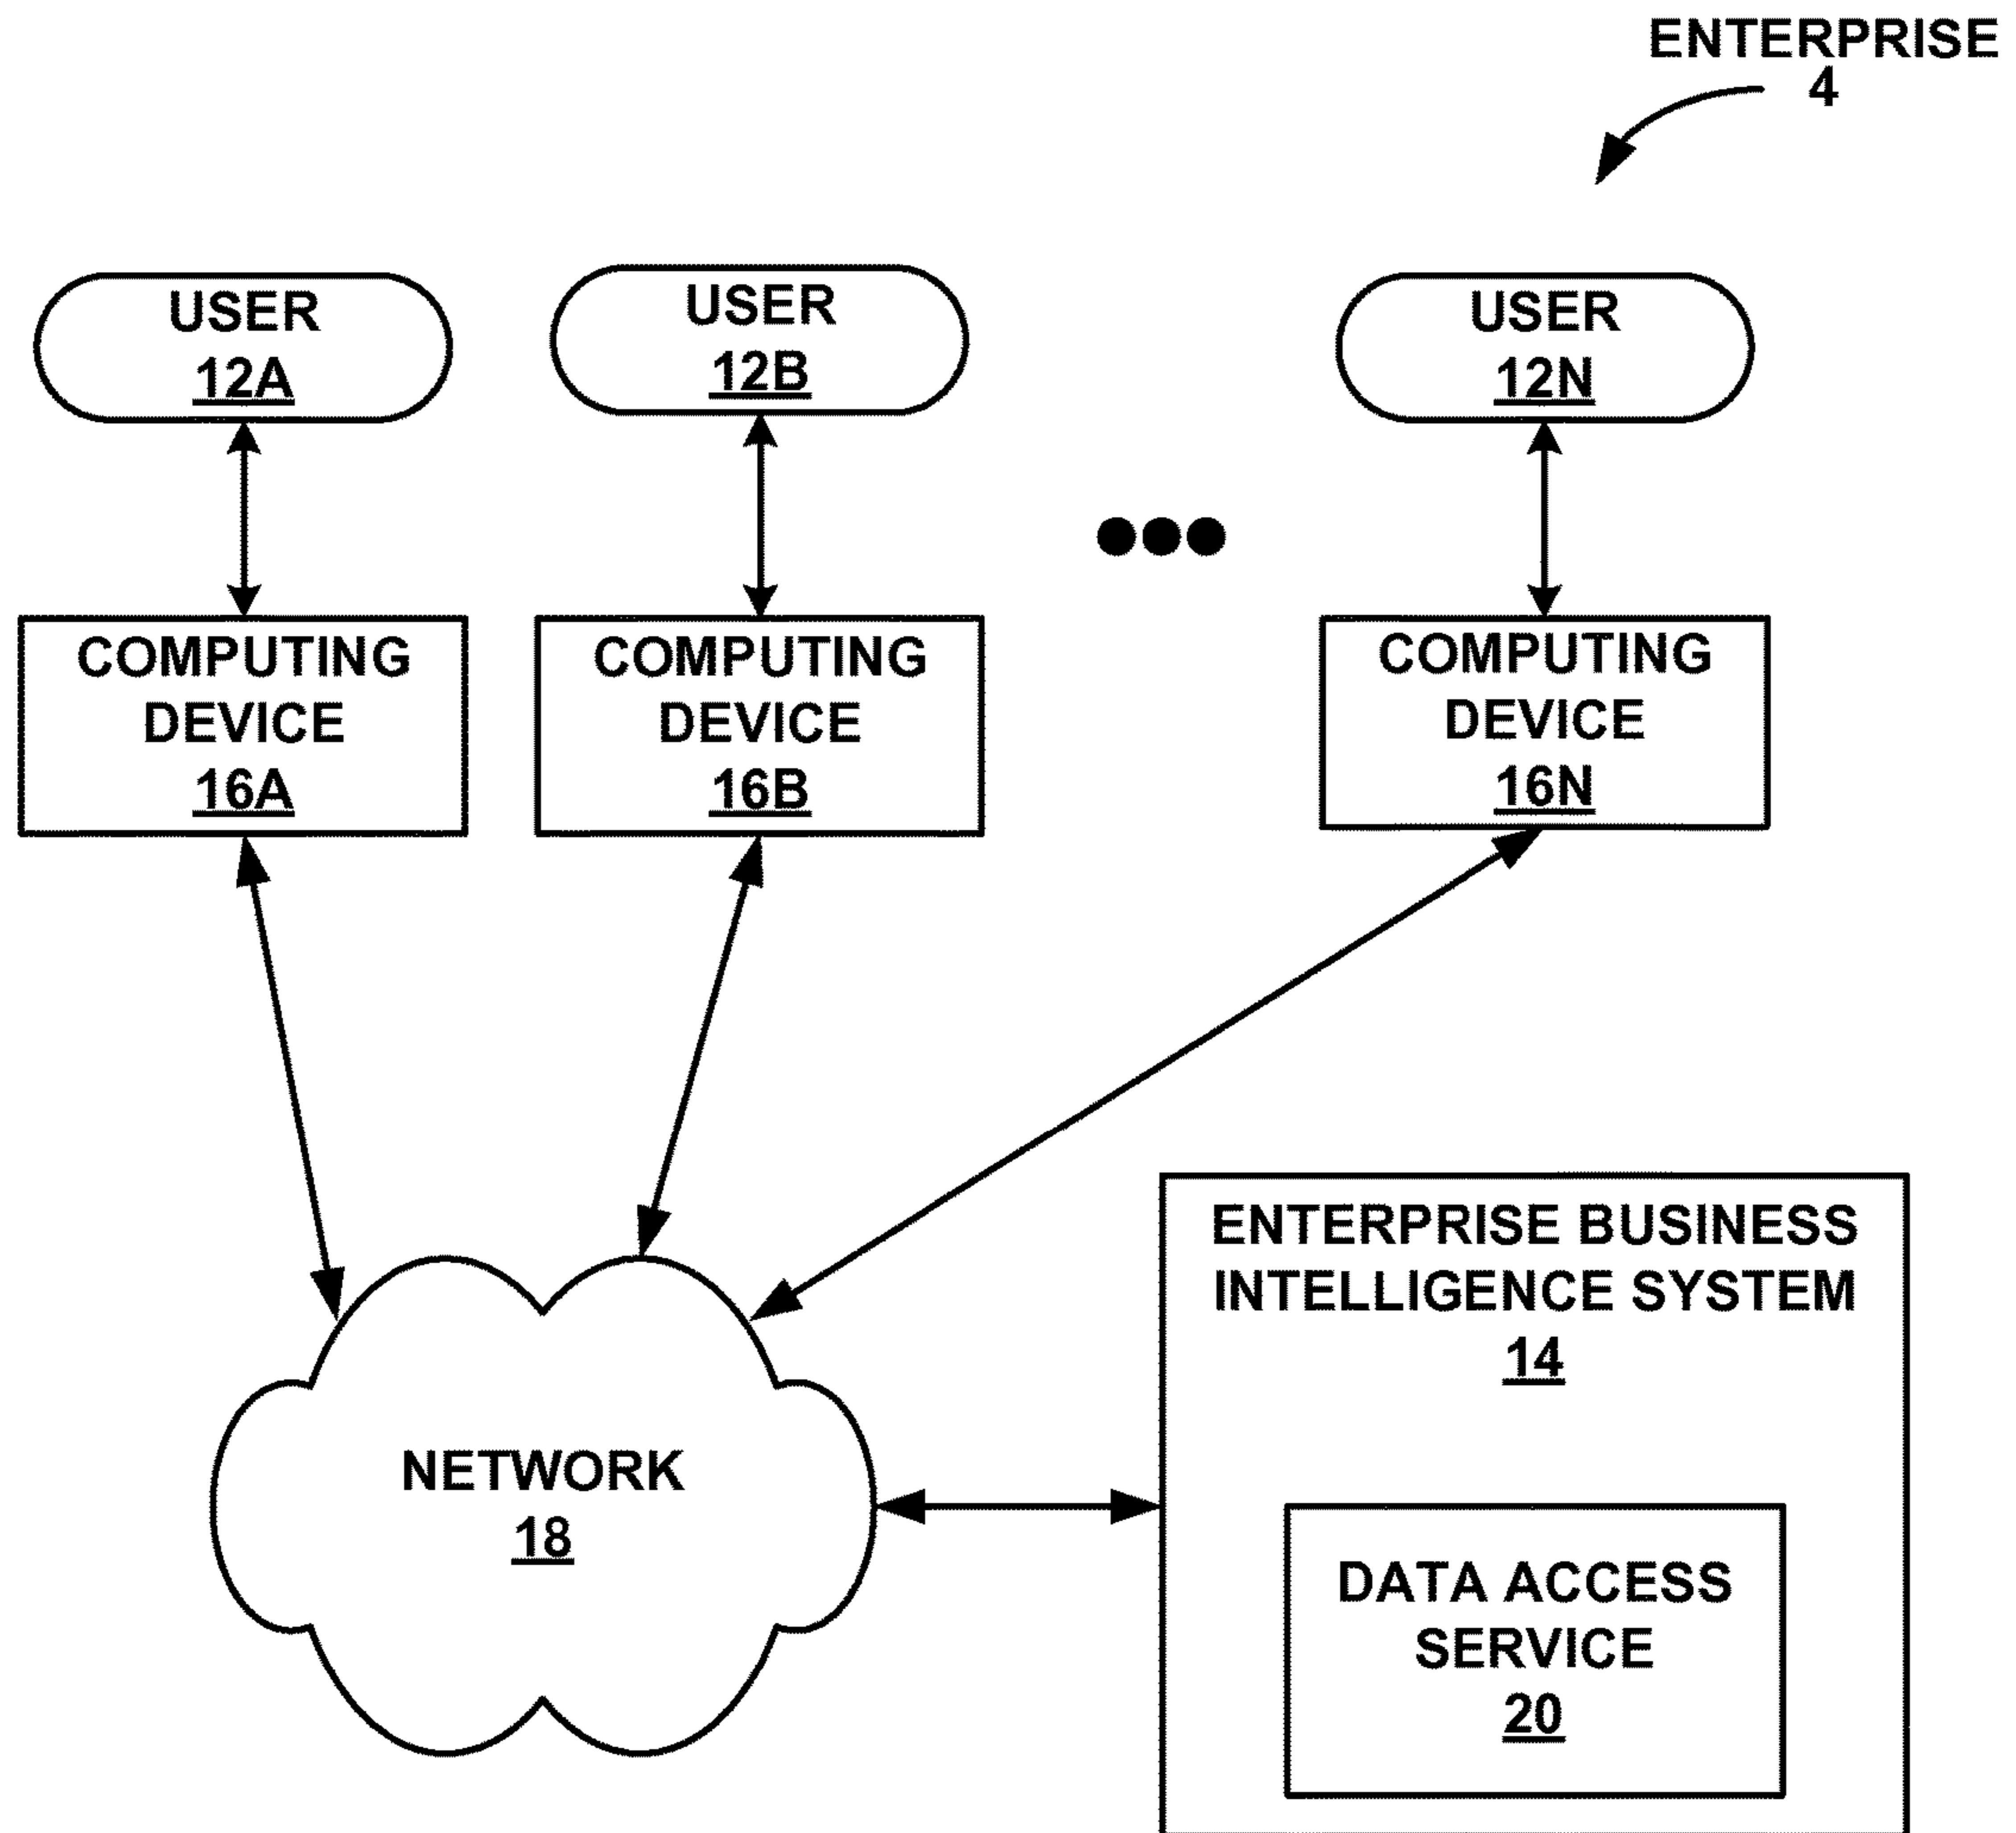 ENTERPRISE
4
USER
12A
USER
12B
USER
12N
COMPUTING
DEVICE
16A
COMPUTING
DEVICE
16B
COMPUTING
DEVICE
16N
ENTERPRISE BUSINESS
INTELLIGENCE SYSTEM
14
NETWORK
18
DATA ACCESS
SERVICE
20